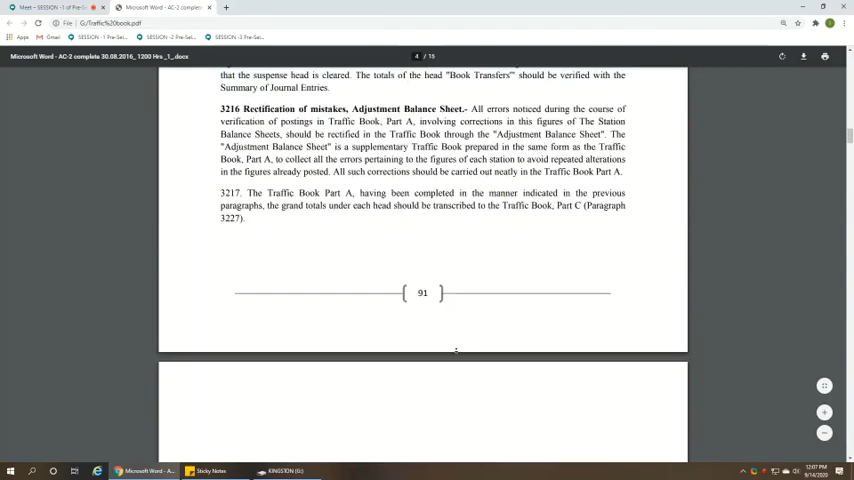 Meet – SESSION -1 of Pre-Se
Microsoft Word - AC-2 complet
File
G:/Traffic%20book.pdf
Apps
Gmail
SESSION -1 Pre-Sel...
SESSION -2 Pre-Se...
SESSION -3 Pre-Sel...
Microsoft Word - AC-2 complete 30.08.2016_ 1200 Hrs _1_.docx
4 / 15
that the suspense head is cleared. The totals of the head "Book Transfers"' should be verified with the
Summary of Journal Entries.
3216 Rectification of mistakes, Adjustment Balance Sheet.- All errors noticed during the course of
verification of postings in Traffic Book, Part A, involving corrections in this figures of The Station
Balance Sheets, should be rectified in the Traffic Book through the "Adjustment Balance Sheet". The
"Adjustment Balance Sheet" is a supplementary Traffic Book prepared in the same form as the Traffic
Book, Part A, to collect all the errors pertaining to the figures of each station to avoid repeated alterations
in the figures already posted. All such corrections should be carried out neatly in the Traffic Book Part A.
3217. The Traffic Book Part A, having been completed in the manner indicated in the previous
paragraphs, the grand totals under each head should be transcribed to the Traffic Book, Part C (Paragraph
3227).
91
Microsoft Word - A...
Sticky Notes
KINGSTON (G:)
12:07 PM
9/14/2020